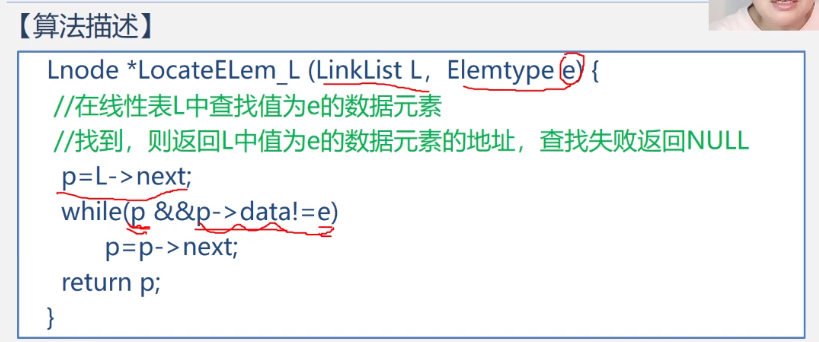 【算法描述】
Lnode *LocateELem_L (LinkList L，Elemtype e) {
//在线性表L中查找值为e的数据元素
//找到，则返回L中值为e的数据元素的地址，查找失败返回NULL
p=L->next;
while(p &&p->data!=e)
p=p->next;
return p;
}